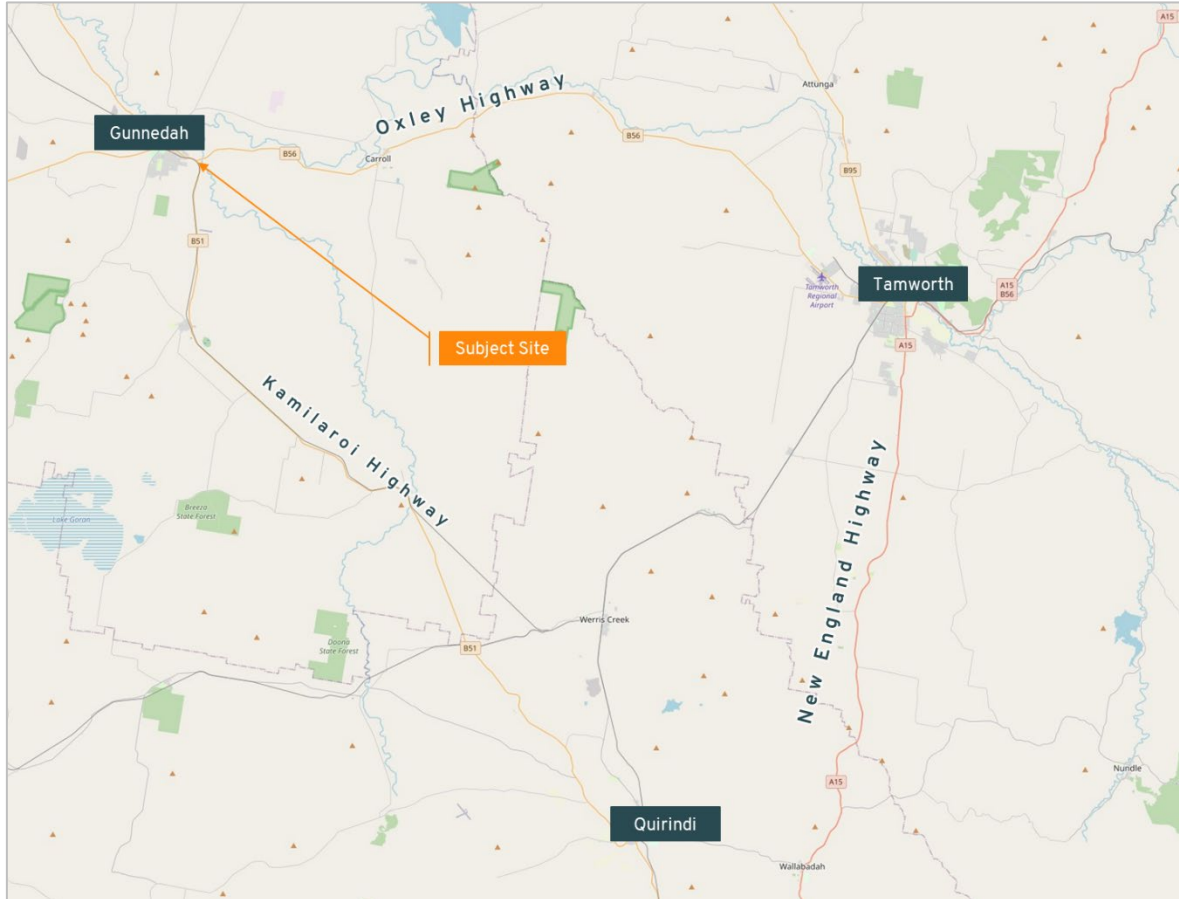 A15
Attunga
Oxley Highway
Gunnedah
B56
B56
Carroll
B95
B51
Tamworth
Tamworth
Regional
Airport
A15
B56
Subject Site
A15
Kamilaroi Highway
New England Highway
Breeza
State Forest
Lake Goran
Werris Creek
Doona
State Forest
B51
Nundle
A15
Quirindi
Wallabadah